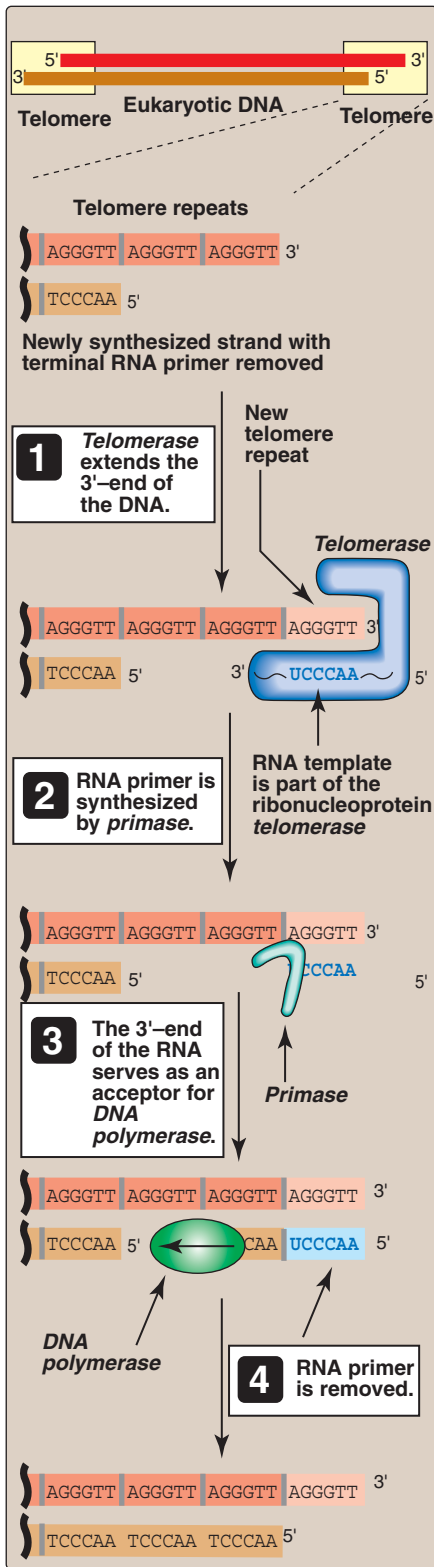 5' 3'
3' 5'
Eukaryotic DNA
Telomere Telomere
Telomere repeats
AGGGTT AGGGTT AGGGTT 3'
TCCCAA 5'
Newly synthesized strand with
terminal RNA primer removed
1 Telomerase
extends the
3'–end of
the DNA.
New
telomere
repeat
Telomerase
AGGGTT AGGGTT AGGGTT AGGGTT 3'
TCCCAA 5' 3' UCCCAA 5'
RNA template
is part of the
ribonucleoprotein
telomerase
2 RNA primer is
synthesized
by primase.
AGGGTT AGGGTT AGGGTT AGGGTT 3'
TCCCAA 5' CCCAA 5'
Primase
3 The 3'–end
of the RNA
serves as an
acceptor for
DNA
polymerase.
AGGGTT AGGGTT AGGGTT AGGGTT 3'
TCCCAA 5' CAA UCCCAA 5'
DNA
polymerase
4 RNA primer
is removed.
AGGGTT AGGGTT AGGGTT AGGGTT 3'
TCCCAA TCCCAA TCCCAA 5'